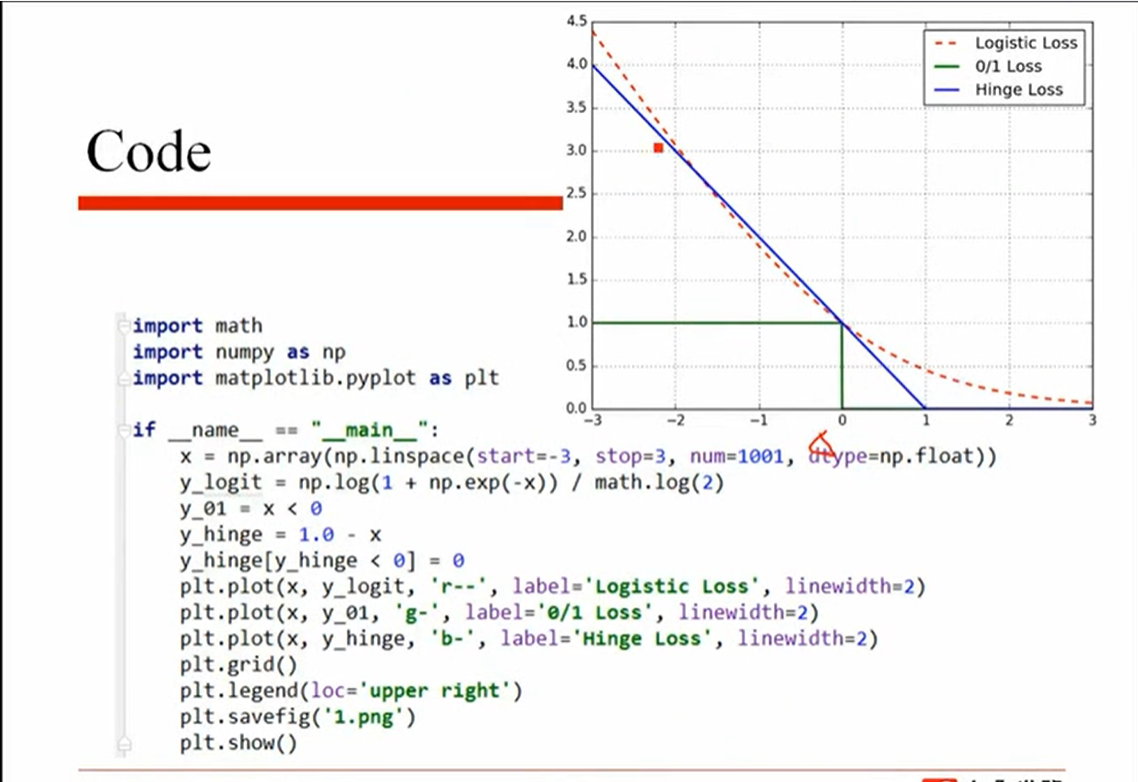 4.5
4.0
3.5
3.0
2.5
2.0
1.5
1.0
0.5
0.0
−3 −2 −1 0 1 2 3
Logistic Loss
0/1 Loss
Hinge Loss
Code
import math
import numpy as np
import matplotlib.pyplot as plt
if __name__ == "__main__":
x = np.array(np.linspace(start=-3, stop=3, num=1001, dtype=np.float))
y_logit = np.log(1 + np.exp(-x)) / math.log(2)
y_01 = x < 0
y_hinge = 1.0 - x
y_hinge[y_hinge < 0] = 0
plt.plot(x, y_logit, 'r--', label='Logistic Loss', linewidth=2)
plt.plot(x, y_01, 'g-', label='0/1 Loss', linewidth=2)
plt.plot(x, y_hinge, 'b-', label='Hinge Loss', linewidth=2)
plt.grid()
plt.legend(loc='upper right')
plt.savefig('1.png')
plt.show()